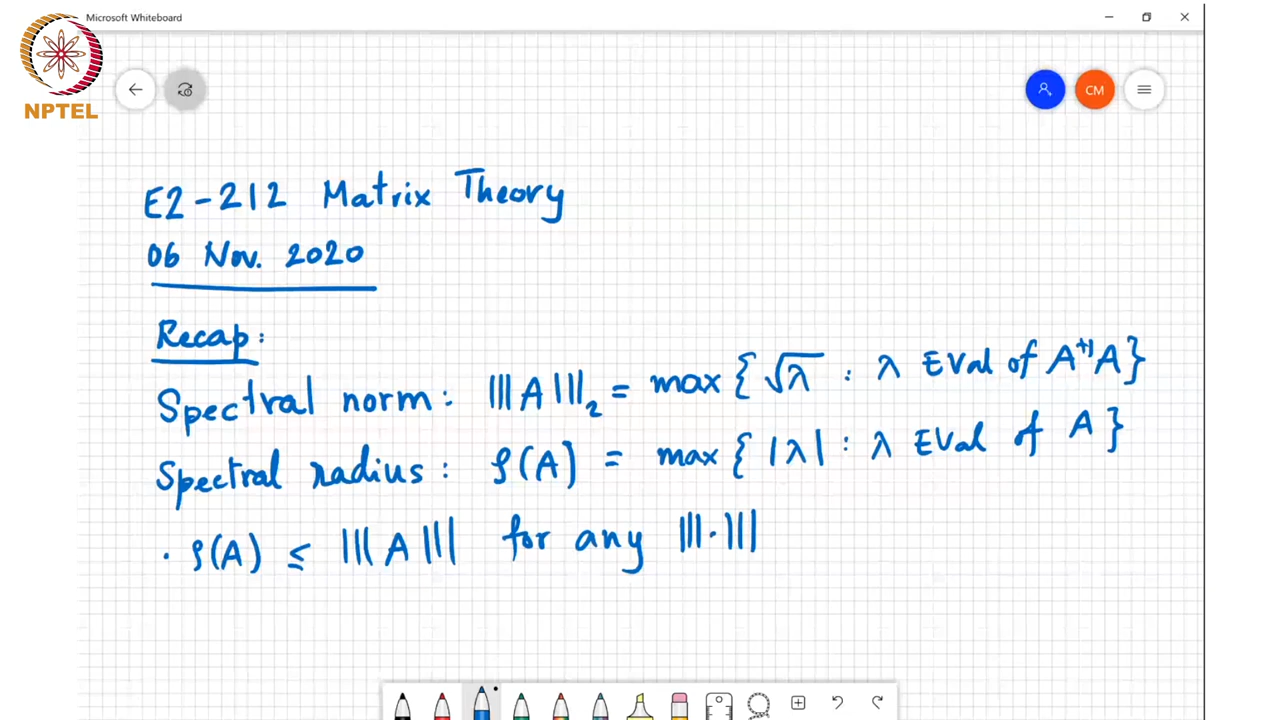 Microsoft Whiteboard
NPTEL
CM
E2-212 Matrix Theory
06 Nov. 2020
Recap:
Spectral norm: |||A|||₂ = max{ √λ : λ EVal of AᴴA}
Spectral radius: ρ(A) = max{ |λ| : λ EVal of A }
· ρ(A) ≤ |||A||| for any |||·|||